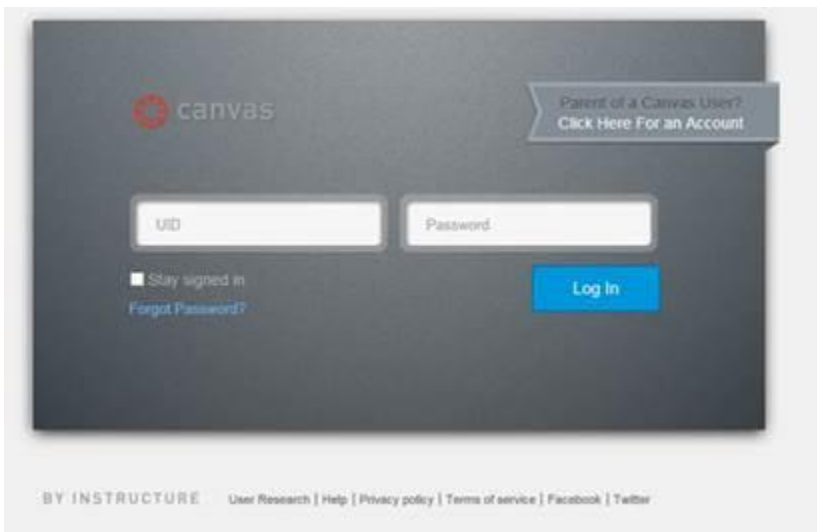 canvas
Parent of a Canvas User?
Click Here For an Account
UID
Password
Stay signed in
Log In
Forgot Password?
BY INSTRUCTURE User Research | Help | Privacy policy | Terms of service | Facebook | Twitter